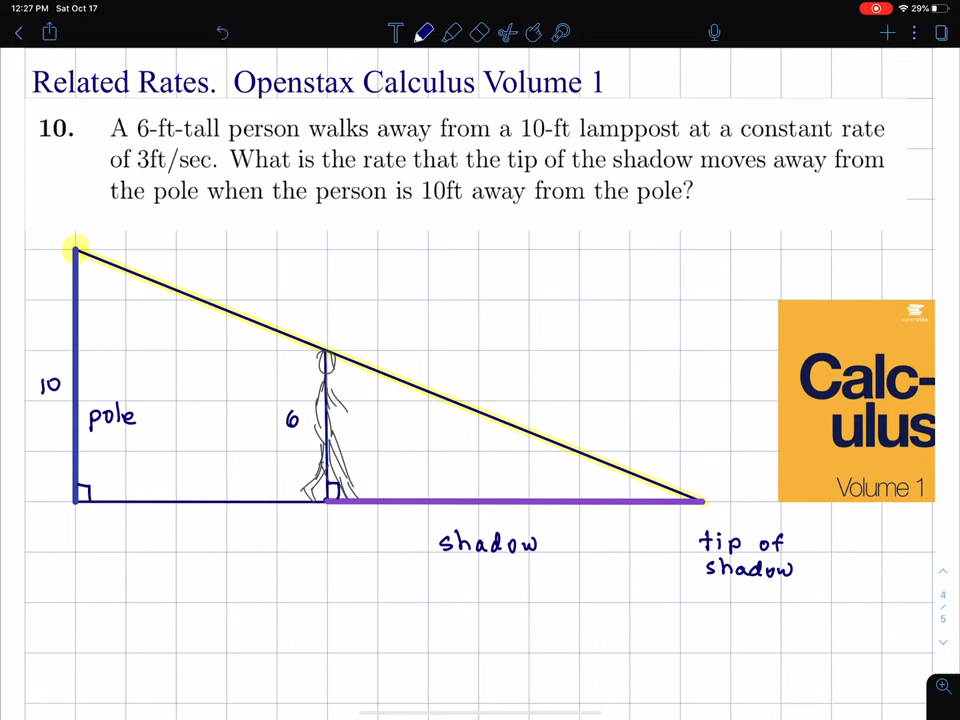 12:27 PM Sat Oct 17
29%
T
Related Rates. Openstax Calculus Volume 1
10. A 6-ft-tall person walks away from a 10-ft lamppost at a constant rate
of 3ft/sec. What is the rate that the tip of the shadow moves away from
the pole when the person is 10ft away from the pole?
10
pole
6
shadow
tip of
shadow
openstax
Calc-
ulus
Volume 1
4
/
5